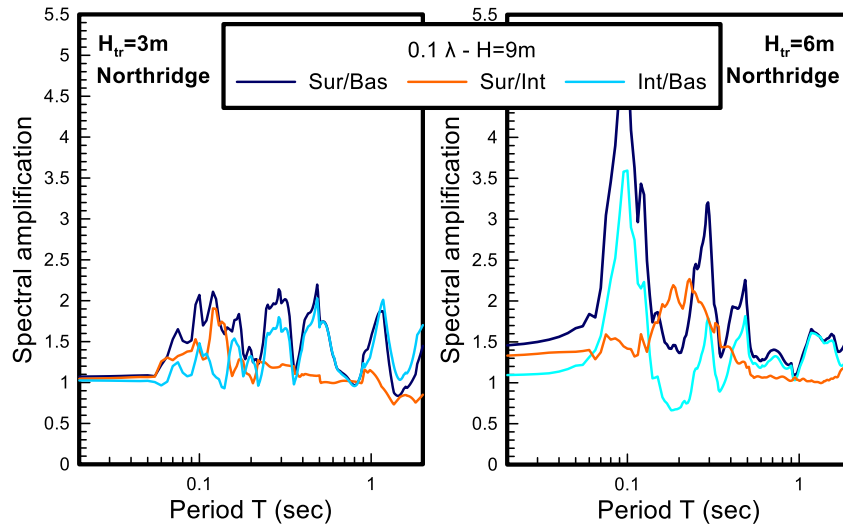 H_tr=3m
Northridge
0.1 λ - H=9m
Sur/Bas
Sur/Int
Int/Bas
H_tr=6m
Northridge
Spectral amplification
5.5
5
4.5
4
3.5
3
2.5
2
1.5
1
0.5
0
0.1
1
Period T (sec)
Spectral amplification
5.5
4
3.5
3
2.5
2
1.5
1
0.5
0
0.1
1
Period T (sec)